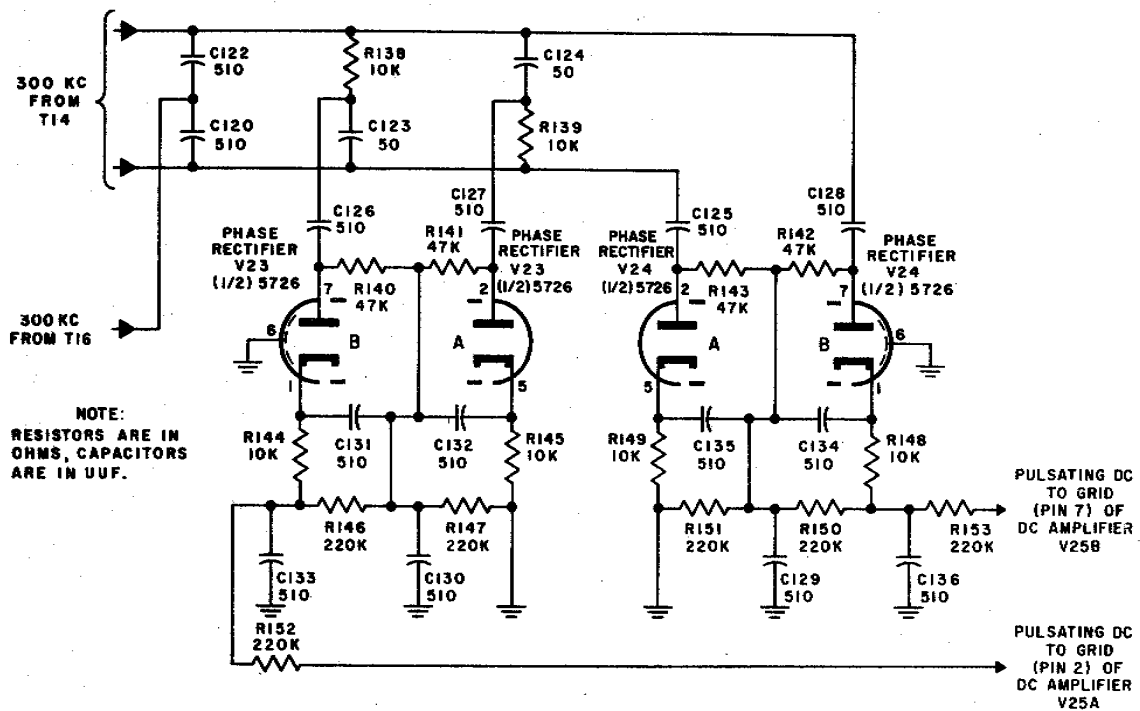 300 KC
FROM
T14
C122
510
R138
10K
C124
50
C120
510
C123
50
R139
10K
C126
510
C127
510
C125
510
C128
510
PHASE
RECTIFIER
V23
(1/2) 5726
R141
47K
PHASE
RECTIFIER
V23
(1/2) 5726
PHASE
RECTIFIER
V24
(1/2) 5726
R142
47K
PHASE
RECTIFIER
V24
(1/2) 5726
7
R140
47K
2
2
R143
47K
7
300KC
FROM T16
6
B
A
A
B
6
1
5
5
1
NOTE:
RESISTORS ARE IN
OHMS, CAPACITORS
ARE IN UUF.
R144
10K
C131
510
C132
510
R145
10K
R149
10K
C135
510
C134
510
R148
10K
R146
220K
R147
220K
R151
220K
R150
220K
R153
220K
PULSATING DC
TO GRID
(PIN 7) OF
DC AMPLIFIER
V25B
C133
510
C130
510
C129
510
C136
510
R152
220K
PULSATING DC
TO GRID
(PIN 2) OF
DC AMPLIFIER
V25A